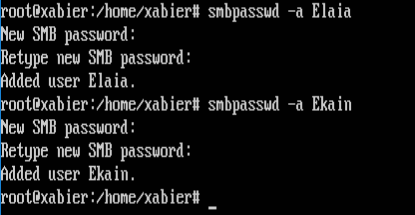 root@xabier:/home/xabier# smbpasswd -a Elaia
New SMB password:
Retype new SMB password:
Added user Elaia.
root@xabier:/home/xabier# smbpasswd -a Ekain
New SMB password:
Retype new SMB password:
Added user Ekain.
root@xabier:/home/xabier# _